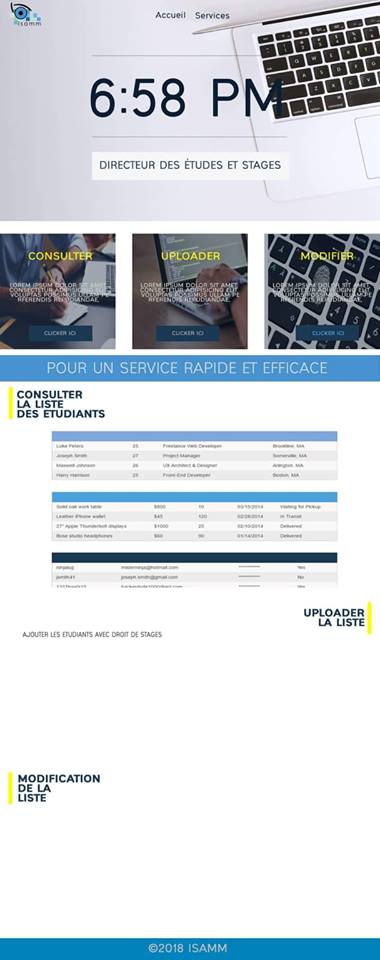 isamm
Accueil Services
6:58 PM
DIRECTEUR DES ÉTUDES ET STAGES
CONSULTER
LOREM IPSUM DOLOR SIT AMET,
CONSECTETUR ADIPISICING ELIT.
VOLUPTAS CORPORIS ULLAM PE
RFERENDIS REPUDIANDAE,
CLICKER ICI
UPLOADER
LOREM IPSUM DOLOR SIT AMET,
CONSECTETUR ADIPISICING ELIT.
VOLUPTAS CORPORIS ULLAM PE
RFERENDIS REPUDIANDAE,
CLICKER ICI
MODIFIER
LOREM IPSUM DOLOR SIT AMET,
CONSECTETUR ADIPISICING ELIT.
VOLUPTAS CORPORIS ULLAM PE
RFERENDIS REPUDIANDAE,
CLICKER ICI
POUR UN SERVICE RAPIDE ET EFFICACE
CONSULTER
LA LISTE
DES ETUDIANTS
Luke Peters 25 Freelance Web Developer Brookline, MA
Joseph Smith 27 Project Manager Somerville, MA
Maxwell Johnson 26 UX Architect & Designer Arlington, MA
Harry Harrison 25 Front-End Developer Boston, MA
Solid oak work table $800 10 03/15/2014 Waiting for Pickup
Leather iPhone wallet $45 120 02/28/2014 In Transit
27" Apple Thunderbolt displays $1000 25 02/10/2014 Delivered
Bose studio headphones $60 90 01/14/2014 Delivered
ninjalug misterninja@hotmail.com ********** Yes
jsmith41 joseph.smith@gmail.com ******** No
UPLOADER
LA LISTE
AJOUTER LES ETUDIANTS AVEC DROIT DE STAGES
MODIFICATION
DE LA
LISTE
©2018 ISAMM